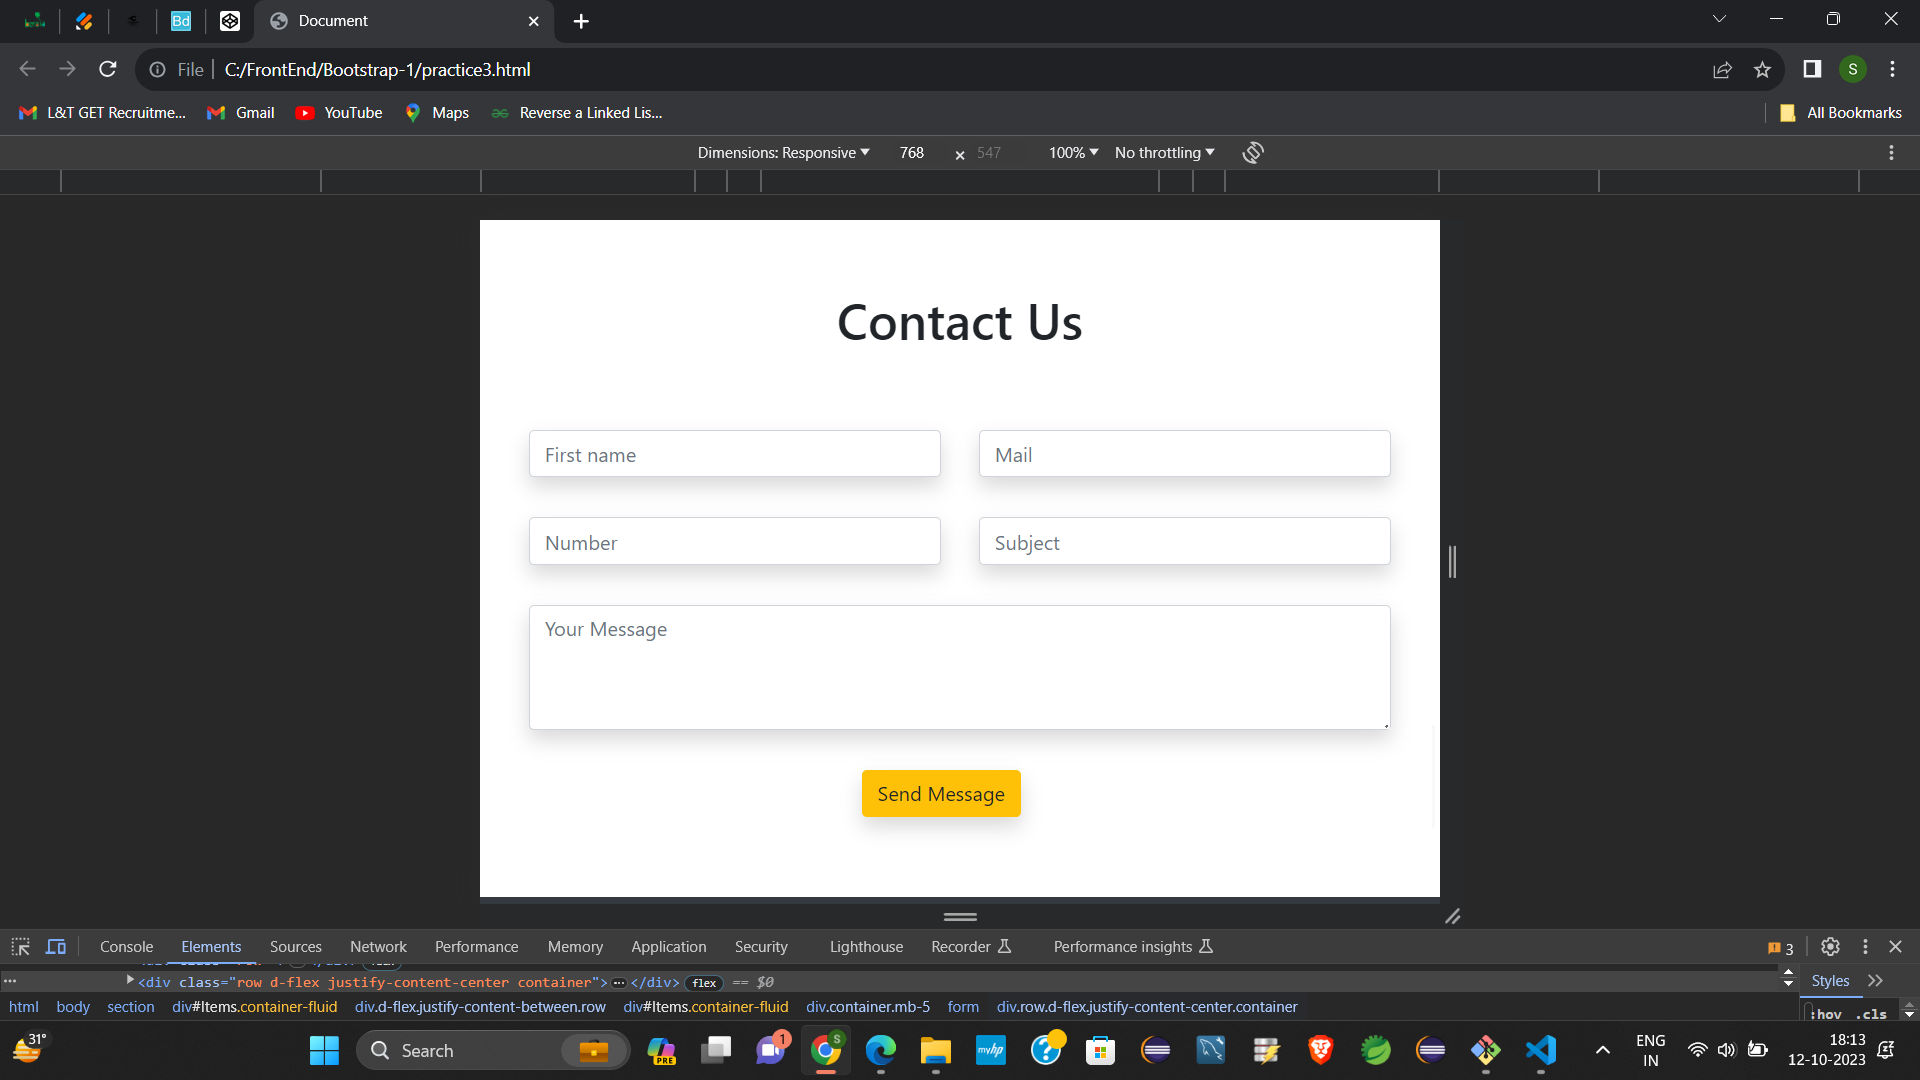 Bd
Document
File
C:/FrontEnd/Bootstrap-1/practice3.html
S
L&T GET Recruitme...
Gmail
YouTube
Maps
Reverse a Linked Lis...
All Bookmarks
Dimensions: Responsive
768
×
547
100%
No throttling
Contact Us
First name
Mail
Number
Subject
Your Message
Send Message
Console
Elements
Sources
Network
Performance
Memory
Application
Security
Lighthouse
Recorder
Performance insights
3
<div class="row d-flex justify-content-center container">
</div>
flex
== $0
Styles
html
body
section
div#Items.container-fluid
div.d-flex.justify-content-between.row
div#Items.container-fluid
div.container.mb-5
form
div.row.d-flex.justify-content-center.container
:hov .cls
31°
Search
PRE
1
S
myhp
ENG
IN
18:13
12-10-2023